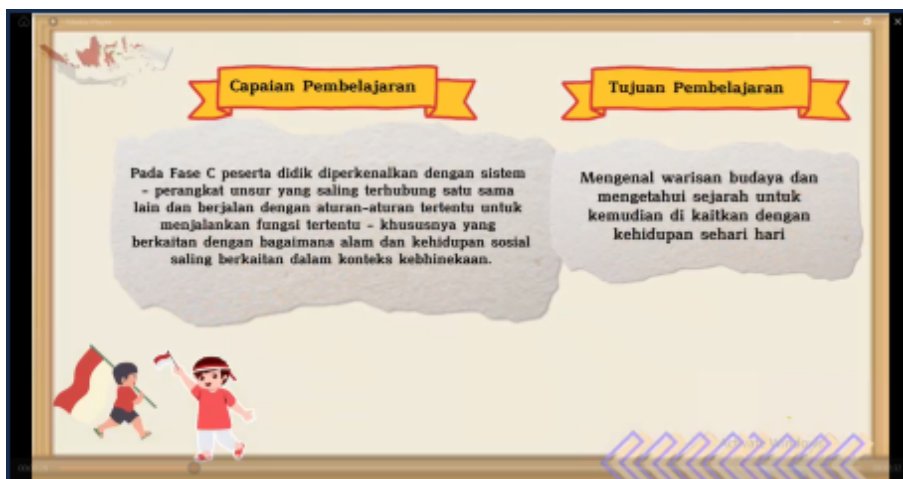 Capaian Pembelajaran
Pada Fase C peserta didik diperkenalkan dengan sistem
- perangkat unsur yang saling terhubung satu sama
lain dan berjalan dengan aturan-aturan tertentu untuk
menjalankan fungsi tertentu - khususnya yang
berkaitan dengan bagaimana alam dan kehidupan sosial
saling berkaitan dalam konteks kebhinekaan.
Tujuan Pembelajaran
Mengenal warisan budaya dan
mengetahui sejarah untuk
kemudian di kaitkan dengan
kehidupan sehari hari